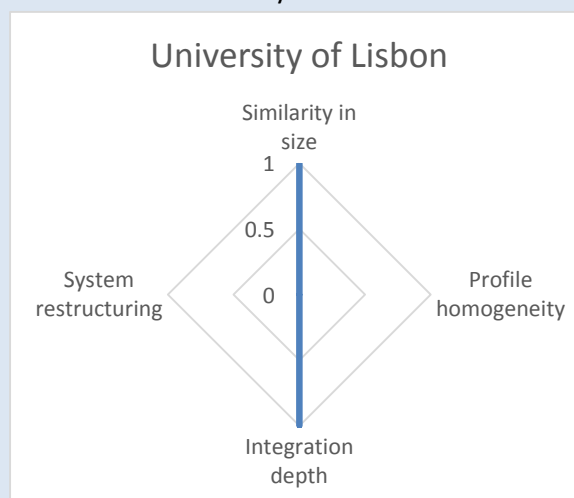 University of Lisbon
Similarity in
size
1
0.5
System
restructuring
0
Profile
homogeneity
Integration
depth